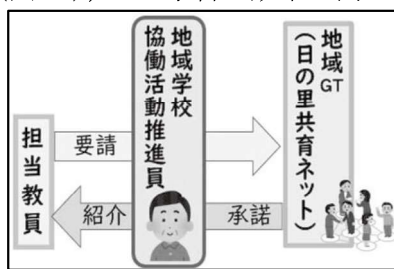 担当教員
要請
紹介
地域学校
協働活動推進員
承諾
地域GT
(日の里共育ネット)